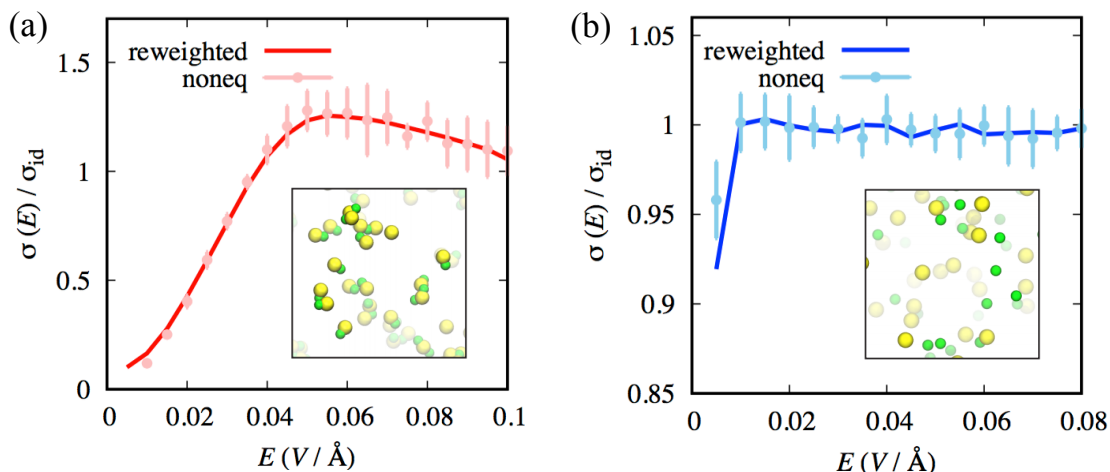 (a)
reweighted
noneq
1.5
1
0.5
0
σ (E) / σid
0 0.02 0.04 0.06 0.08 0.1
E (V / Å)
(b)
reweighted
noneq
1.05
1
0.95
0.9
0.85
σ (E) / σid
0 0.02 0.04 0.06 0.08
E (V / Å)